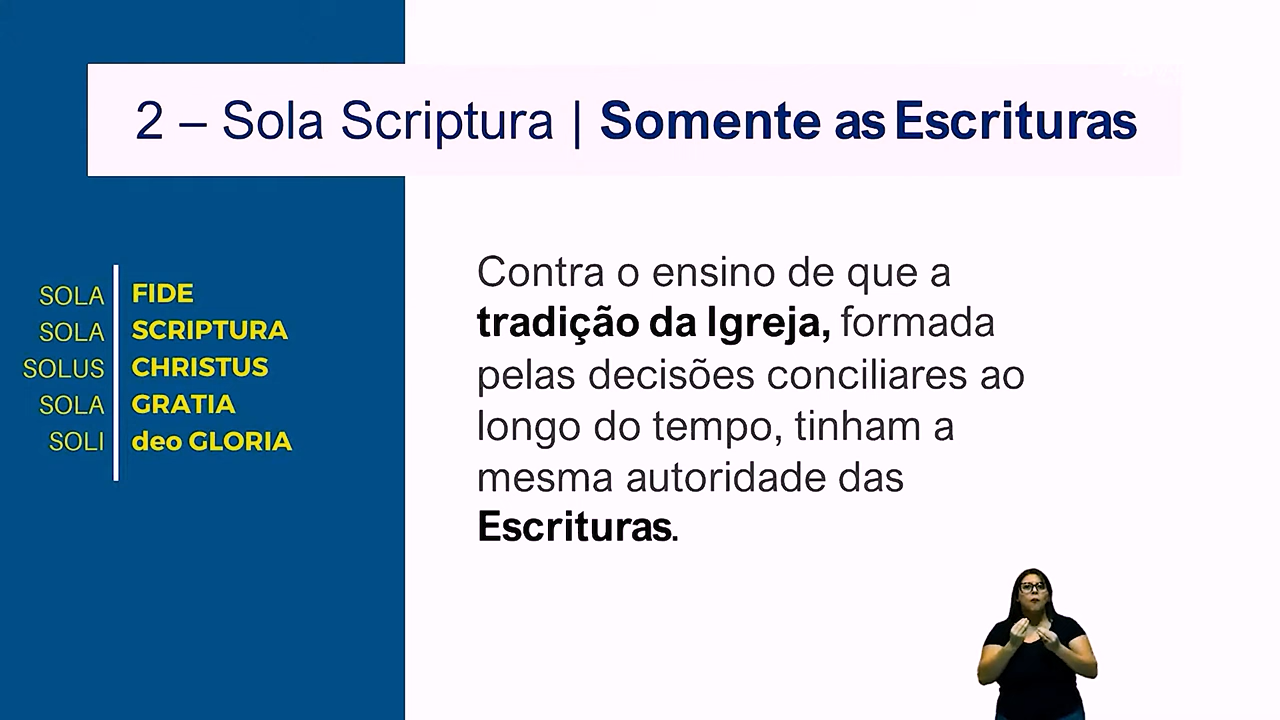 2 – Sola Scriptura | Somente as Escrituras
SOLA FIDE
SOLA SCRIPTURA
SOLUS CHRISTUS
SOLA GRATIA
SOLI deo GLORIA
Contra o ensino de que a
tradição da Igreja, formada
pelas decisões conciliares ao
longo do tempo, tinham a
mesma autoridade das
Escrituras.